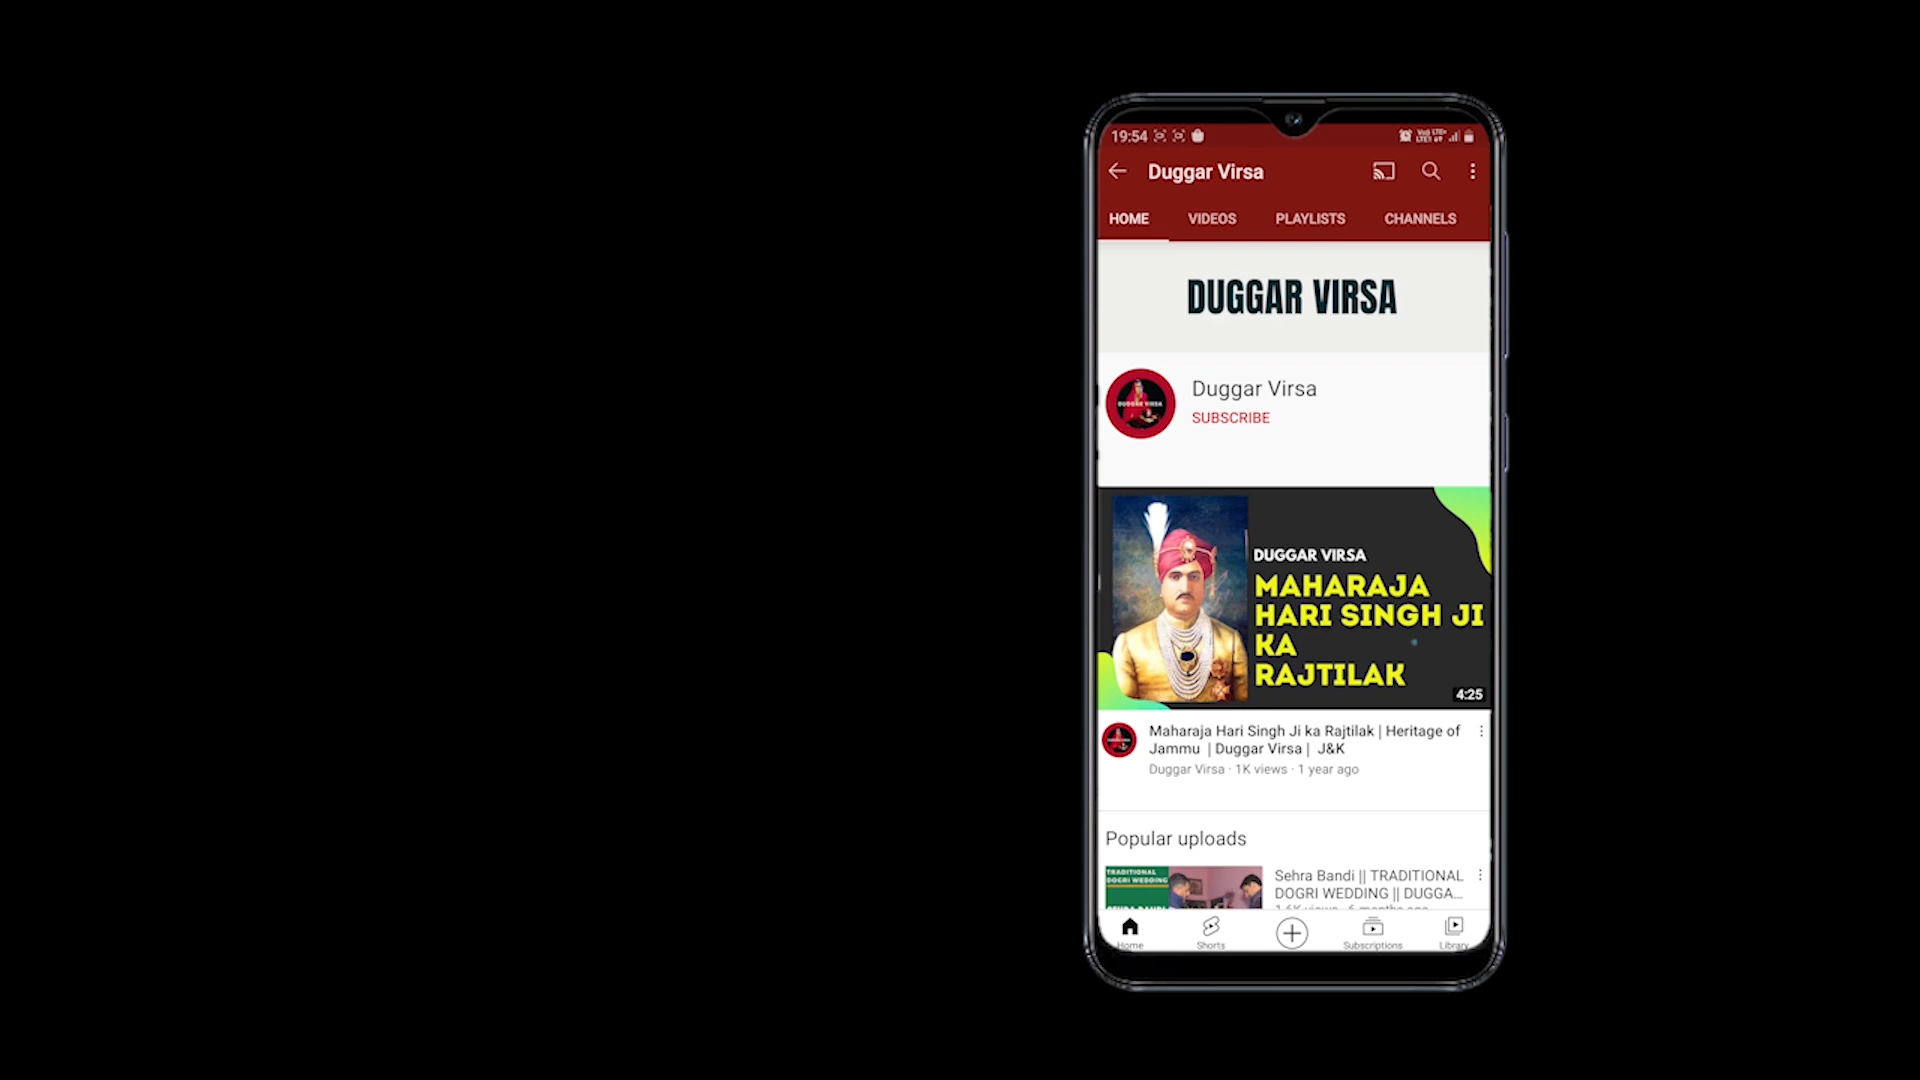 19:54
Duggar Virsa
HOME VIDEOS PLAYLISTS CHANNELS
DUGGAR VIRSA
Duggar Virsa
SUBSCRIBE
DUGGAR VIRSA
MAHARAJA
HARI SINGH JI
KA
RAJTILAK
4:25
Maharaja Hari Singh Ji ka Rajtilak | Heritage of
Jammu | Duggar Virsa | J&K
Duggar Virsa · 1K views · 1 year ago
Popular uploads
TRADITIONAL
DOGRI WEDDING
Sehra Bandi || TRADITIONAL
DOGRI WEDDING || DUGGA...
Home Shorts Subscriptions Library